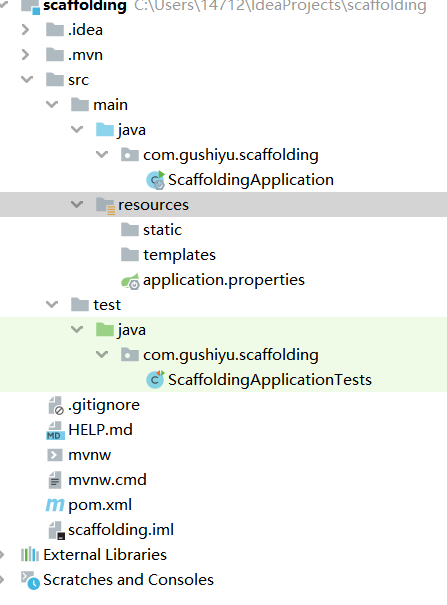 scaffolding C:\Users\14712\IdeaProjects\scaffolding
.idea
.mvn
src
main
java
com.gushiyu.scaffolding
ScaffoldingApplication
resources
static
templates
application.properties
test
java
com.gushiyu.scaffolding
ScaffoldingApplicationTests
.gitignore
MD HELP.md
mvnw
mvnw.cmd
m pom.xml
scaffolding.iml
External Libraries
Scratches and Consoles